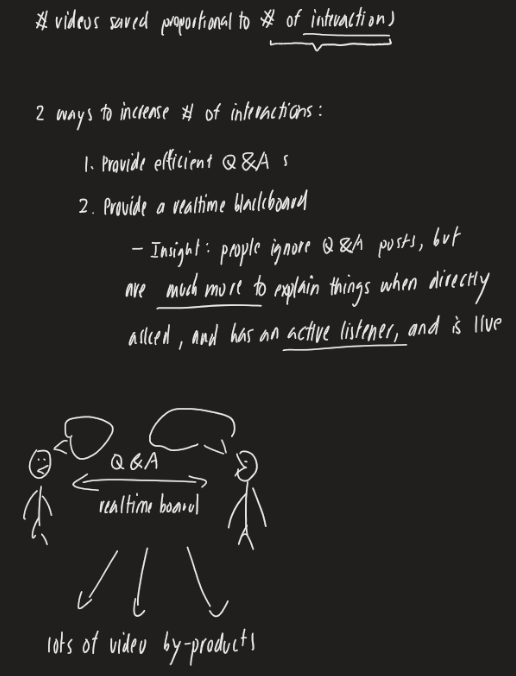 # videos saved proportional to # of interactions
2 ways to increase # of interactions:
1. Provide efficient Q&A s
2. Provide a realtime blackboard
- Insight: people ignore Q&A posts, but
are much more to explain things when directly
asked, and has an active listener, and is live
Q&A
realtime board
lots of video by-products